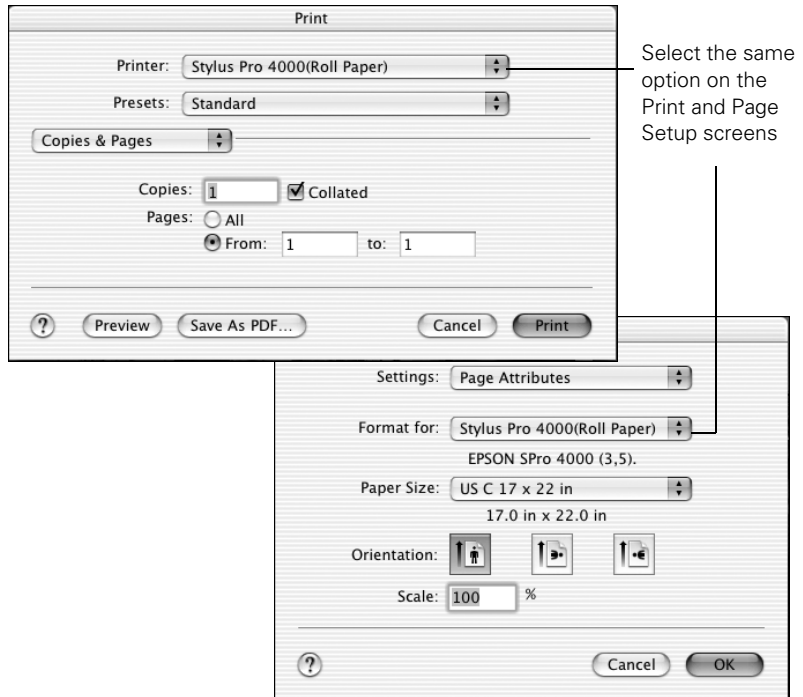 Print
Printer: Stylus Pro 4000(Roll Paper)
Presets: Standard
Copies & Pages
Copies: 1 Collated
Pages: All
From: 1 to: 1
? Preview Save As PDF... Cancel Print
Select the same
option on the
Print and Page
Setup screens
Settings: Page Attributes
Format for: Stylus Pro 4000(Roll Paper)
EPSON SPro 4000 (3,5).
Paper Size: US C 17 x 22 in
17.0 in x 22.0 in
Orientation:
Scale: 100 %
? Cancel OK